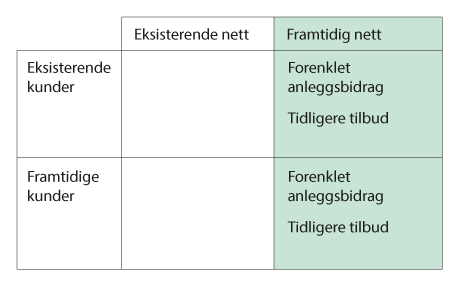 Eksisterende nett
Framtidig nett
Eksisterende
kunder
Forenklet
anleggsbidrag
Tidligere tilbud
Framtidige
kunder
Forenklet
anleggsbidrag
Tidligere tilbud